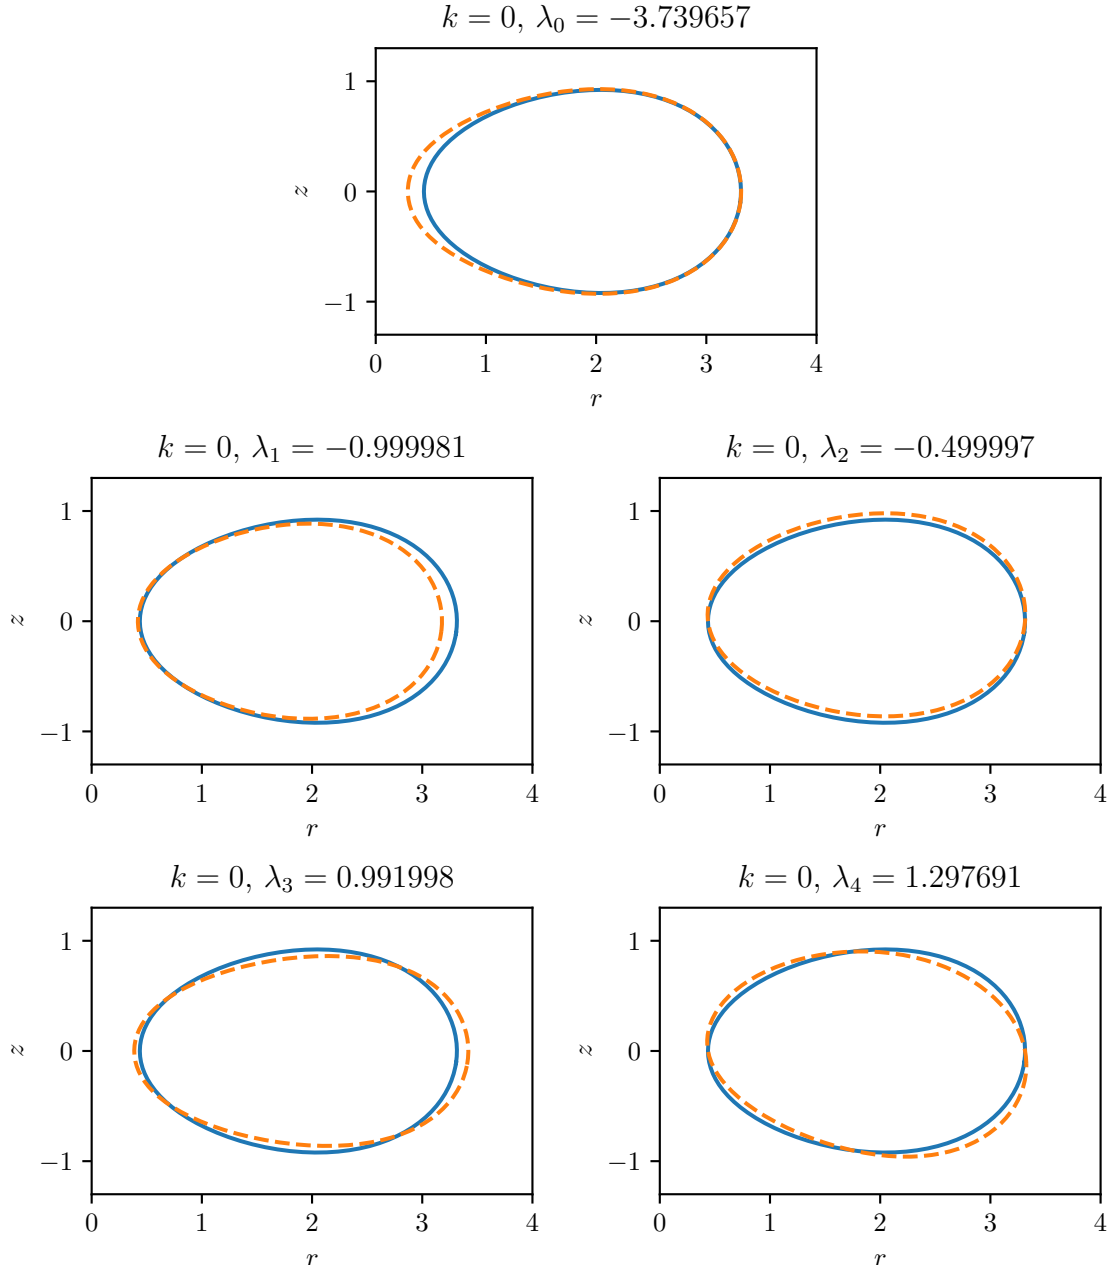 k = 0, λ₀ = −3.739657
1
0
−1
z
0 1 2 3 4
r
k = 0, λ₁ = −0.999981
1
0
−1
z
0 1 2 3 4
r
k = 0, λ₂ = −0.499997
1
0
−1
z
0 1 2 3 4
r
k = 0, λ₃ = 0.991998
1
0
−1
z
0 1 2 3 4
r
k = 0, λ₄ = 1.297691
1
0
−1
z
0 1 2 3 4
r